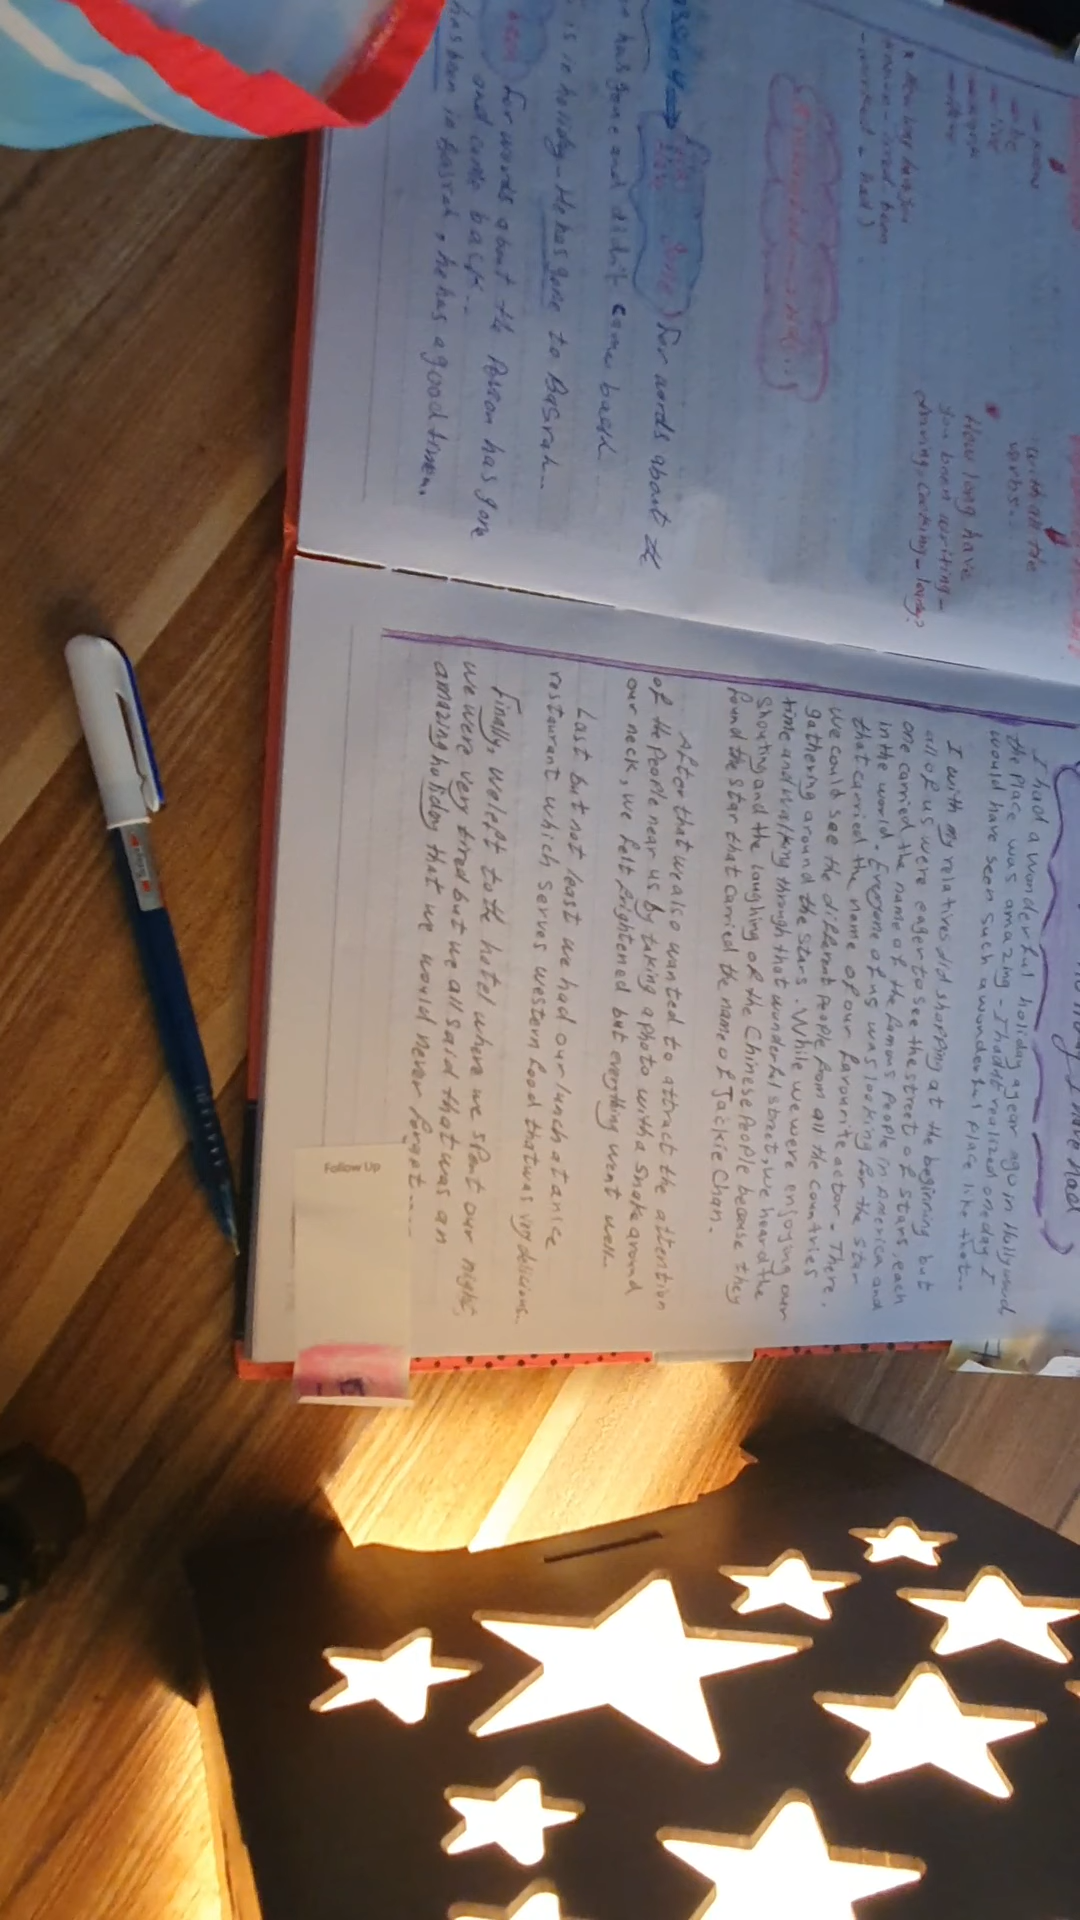 - live
How long have
you been writing -
driving, cooking - lady?
with all the
verbs...
has gone and didn't came back
for words about the
is in holiday - He has gone to Basrah...
for words about the Person has gone
and came back...
has been in Basrah, he has a good time..
holiday I have had
I had a wonderful holiday a year ago in Hollywood,
the place was amazing - I hadn't realized one day I
would have seen such a wonderful place like that...
I with my relatives did shopping at the beginning but
all of us were eager to see the street of stars, each
one carried the name of the famous people in America and
in the world - Everyone of us was looking for the star
that carried the name of our favourite actor - There,
we could see the different people from all the countries
gathering around the stars. While we were enjoying our
time and walking through that wonderful street, we heard the
shouting and the laughing of the Chinese people because they
found the star that carried the name of Jackie Chan.
After that we also wanted to attract the attention
of the people near us by taking a photo with a snake around
our neck, we felt frightened but everything went well..
Last but not least we had our lunch at a nice
restaurant which serves western food that was very delicious.
Finally, we left to the hotel where we spent our night,
we were very tired but we all said that was an
amazing holiday that we would never forget.....
Follow Up